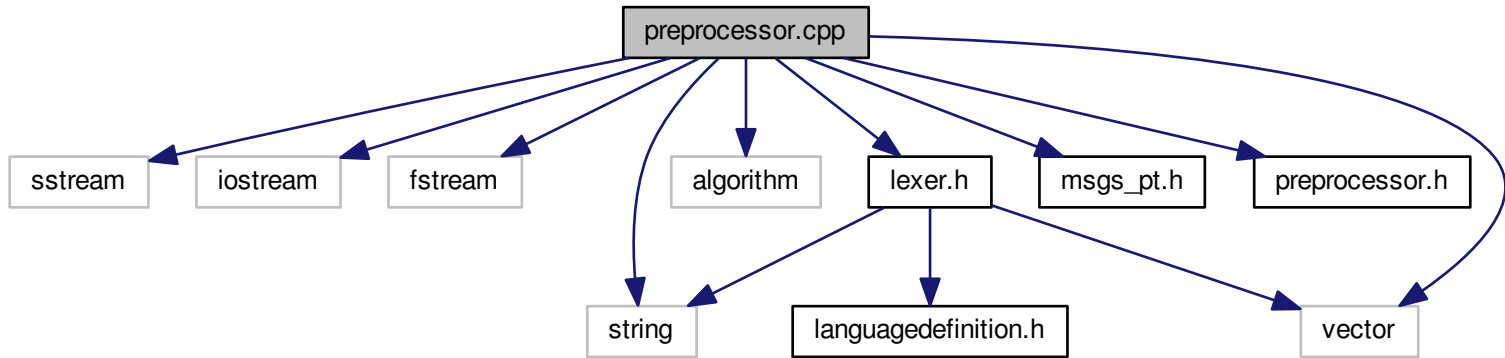 preprocessor.cpp
sstream
iostream
fstream
algorithm
lexer.h
msgs_pt.h
preprocessor.h
string
languagedefinition.h
vector